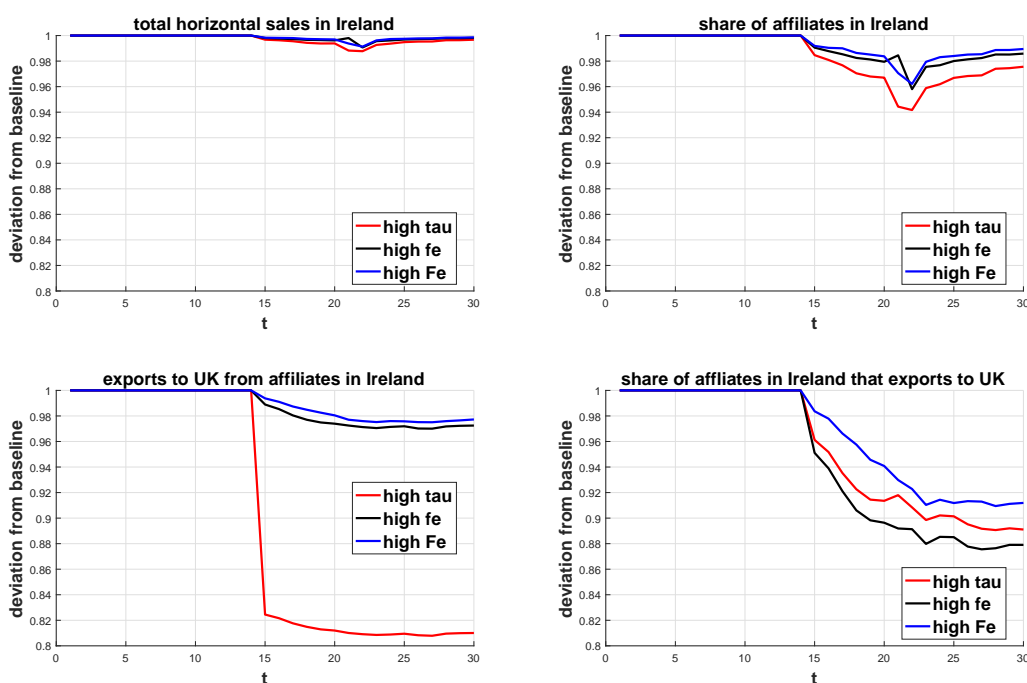 total horizontal sales in Ireland
deviation from baseline
1
0.98
0.96
0.94
0.92
0.9
0.88
0.86
0.84
0.82
0.8
0 5 10 15 20 25 30
t
high tau
high fe
high Fe
share of affiliates in Ireland
deviation from baseline
1
0.98
0.96
0.94
0.92
0.9
0.88
0.86
0.84
0.82
0.8
0 5 10 15 20 25 30
t
high tau
high fe
high Fe
exports to UK from affiliates in Ireland
deviation from baseline
1
0.98
0.96
0.94
0.92
0.9
0.88
0.86
0.84
0.82
0.8
0 5 10 15 20 25 30
t
high tau
high fe
high Fe
share of affliates in Ireland that exports to UK
deviation from baseline
1
0.98
0.96
0.94
0.92
0.9
0.88
0.86
0.84
0.82
0.8
0 5 10 15 20 25 30
t
high tau
high fe
high Fe